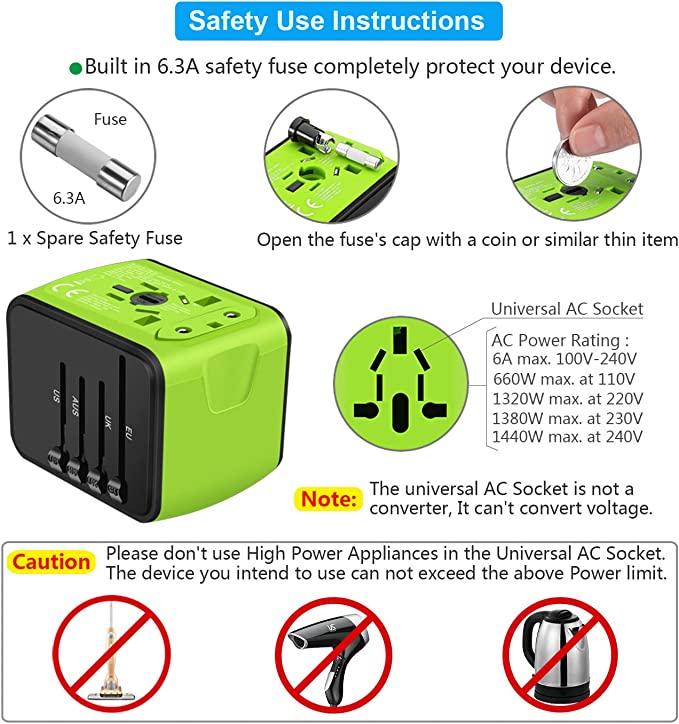 Safety Use Instructions
Built in 6.3A safety fuse completely protect your device.
Fuse
6.3A
1 x Spare Safety Fuse
Open the fuse's cap with a coin or similar thin item
US
AUS
UK
EU
Universal AC Socket
AC Power Rating :
6A max. 100V-240V
660W max. at 110V
1320W max. at 220V
1380W max. at 230V
1440W max. at 240V
Note: The universal AC Socket is not a
converter, It can't convert voltage.
Caution Please don't use High Power Appliances in the Universal AC Socket.
The device you intend to use can not exceed the above Power limit.
VS